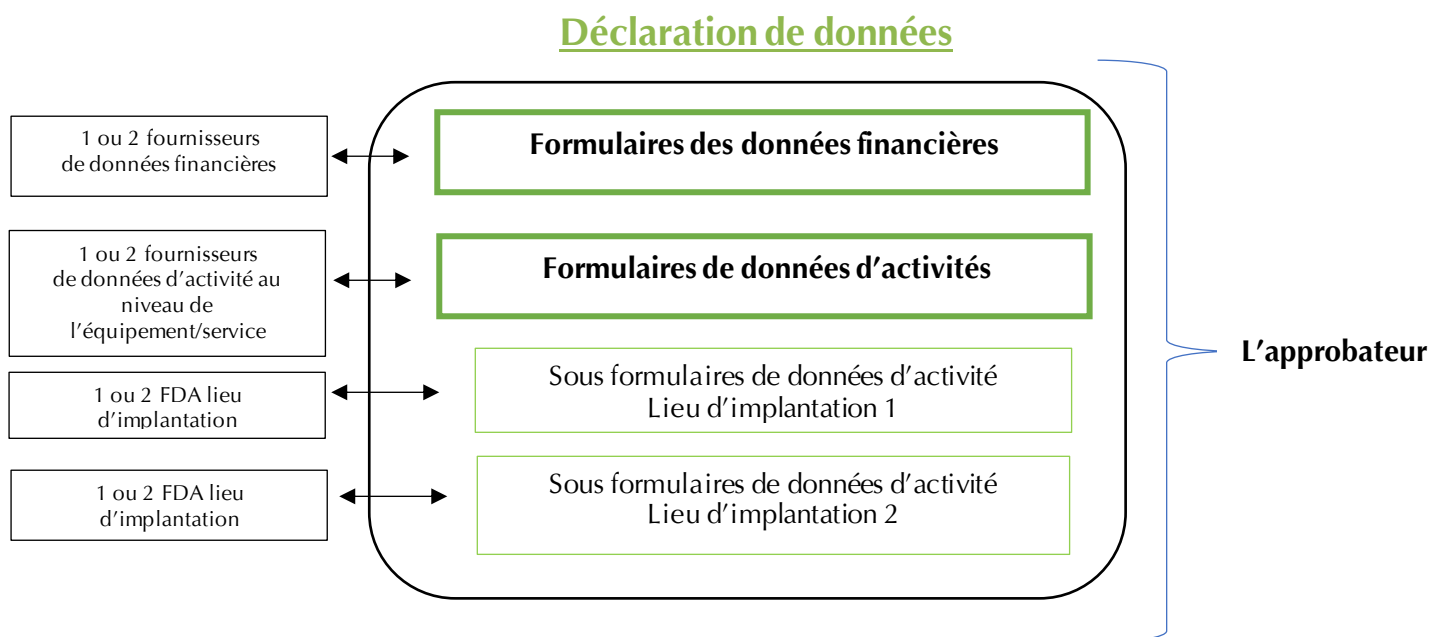 Déclaration de données
1 ou 2 fournisseurs
de données financières
Formulaires des données financières
1 ou 2 fournisseurs
de données d'activité au
niveau de
l'équipement/service
Formulaires de données d'activités
1 ou 2 FDA lieu
d'implantation
Sous formulaires de données d'activité
Lieu d'implantation 1
1 ou 2 FDA lieu
d'implantation
Sous formulaires de données d'activité
Lieu d'implantation 2
L'approbateur